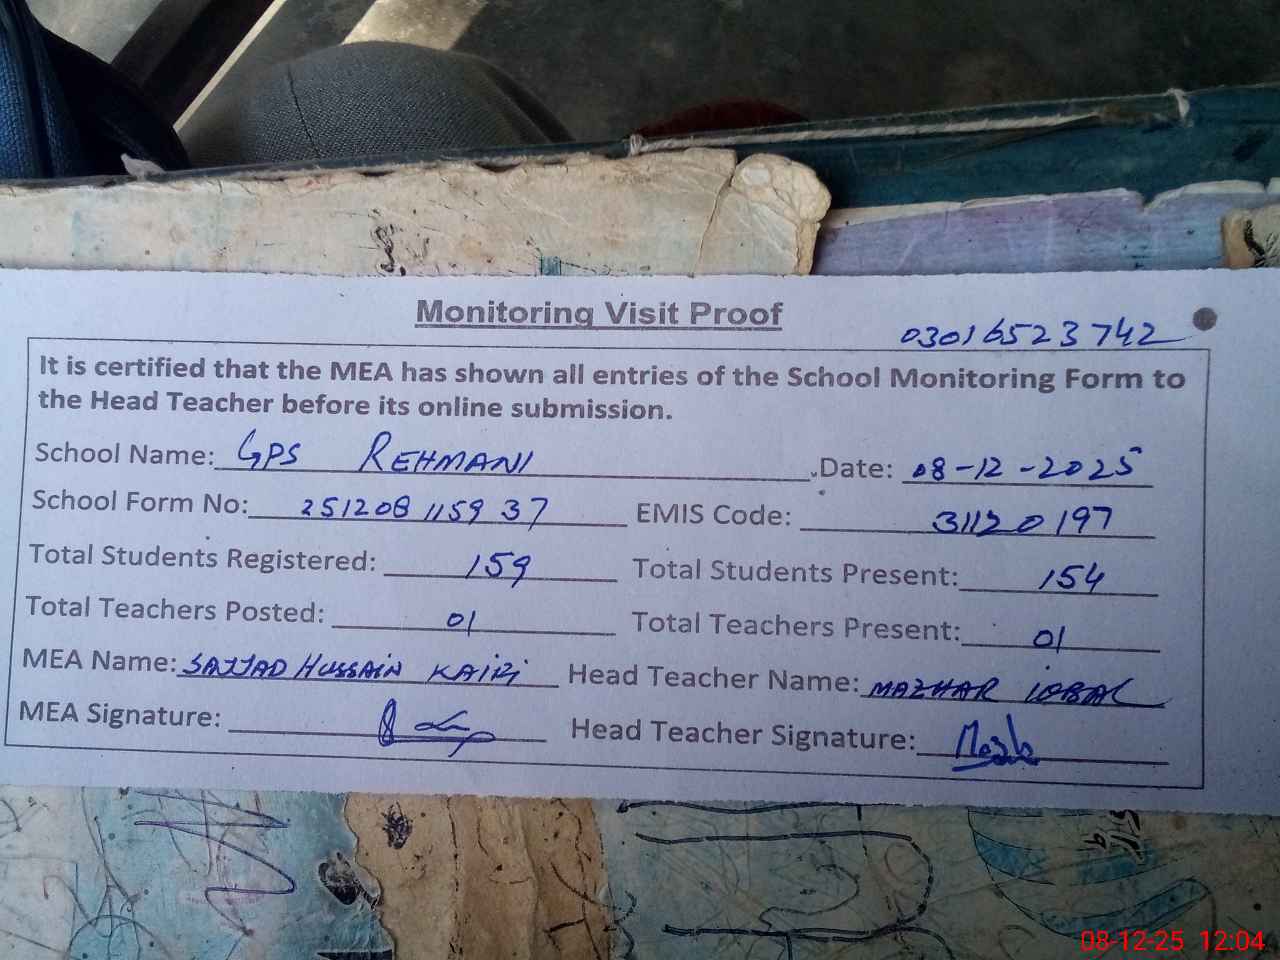 Monitoring Visit Proof
03016523742
It is certified that the MEA has shown all entries of the School Monitoring Form to
the Head Teacher before its online submission.
School Name: GPS REHMANI Date: 08-12-2025
School Form No: 251208115937 EMIS Code: 31120197
Total Students Registered: 159 Total Students Present: 154
Total Teachers Posted: 01 Total Teachers Present: 01
MEA Name: SAJJAD HUSSAIN Head Teacher Name: MAZHAR IQBAL
MEA Signature: Head Teacher Signature:
08-12-25 12:04